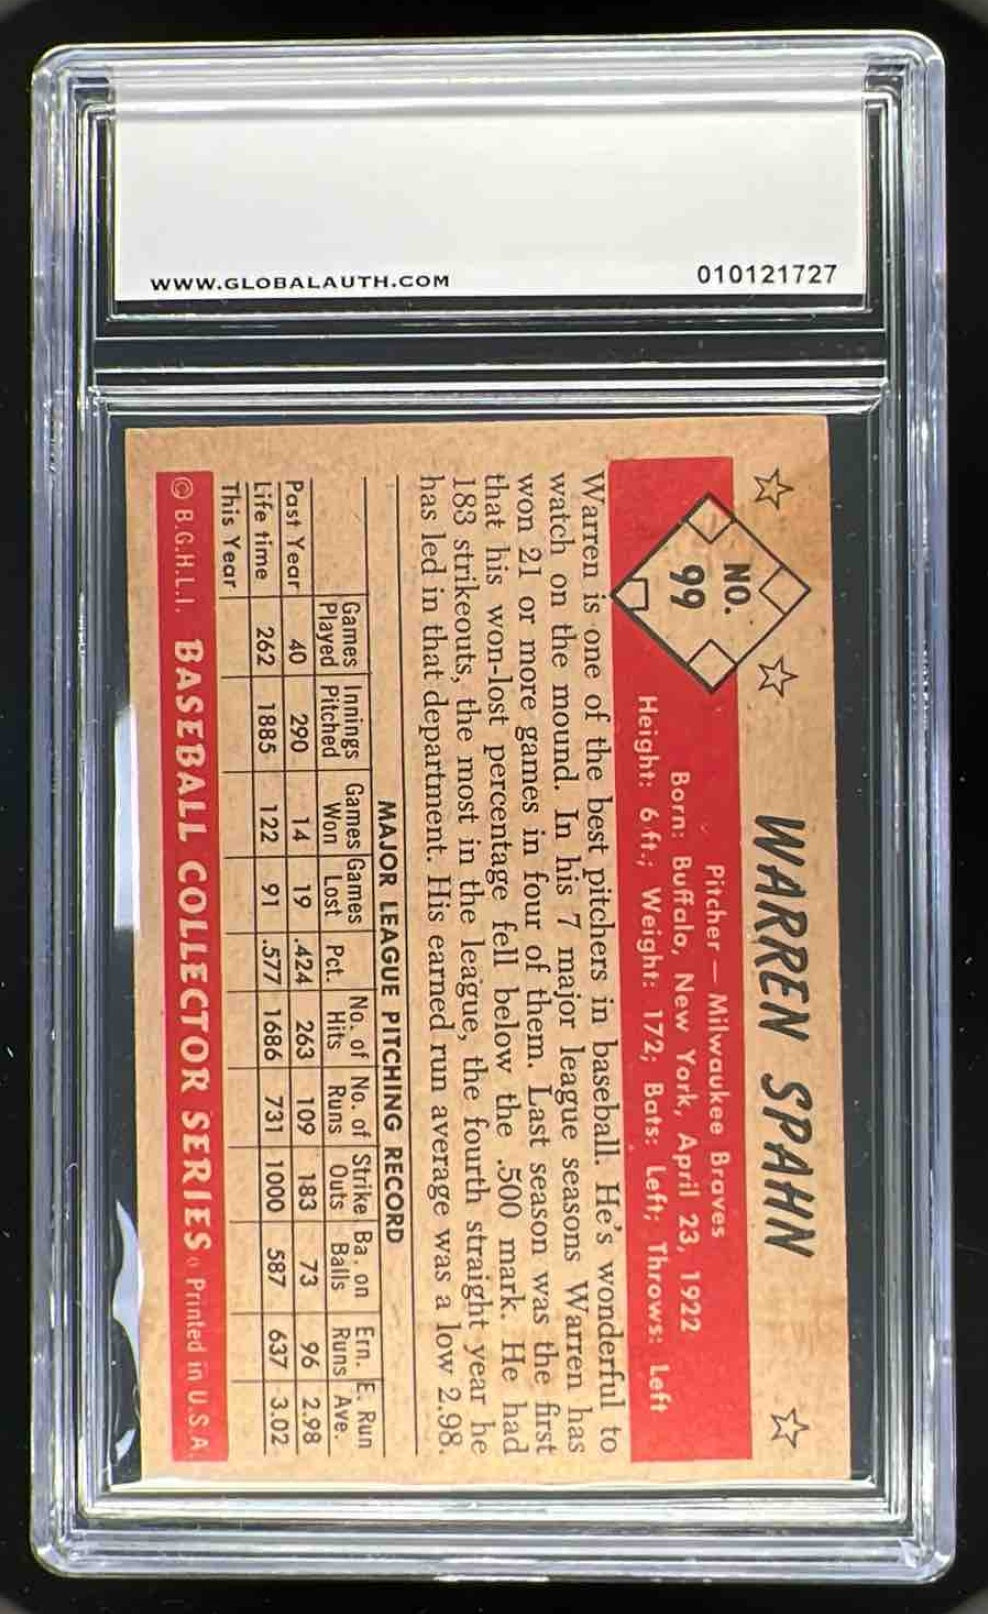 WWW.GLOBALAUTH.COM
010121727
WARREN SPAHN
NO.
99
Pitcher — Milwaukee Braves
Born: Buffalo, New York, April 23, 1922
Height: 6 ft.; Weight: 172; Bats: Left; Throws: Left
Warren is one of the best pitchers in baseball. He's wonderful to
watch on the mound. In his 7 major league seasons Warren has
won 21 or more games in four of them. Last season was the first
that his won-lost percentage fell below the .500 mark. He had
183 strikeouts, the most in the league, the fourth straight year he
has led in that department. His earned run average was a low 2.98.
MAJOR LEAGUE PITCHING RECORD
Games Innings Games Games No. of No. of Strike Ba. on Ern. E. Run
Played Pitched Won Lost Pct. Hits Runs Outs Balls Runs Ave.
Past Year 40 290 14 19 .424 263 109 183 73 96 2.98
Life time 262 1885 122 91 .577 1686 731 1000 587 637 3.02
This Year
© B.G.H.L.I. BASEBALL COLLECTOR SERIES Printed in U.S.A.